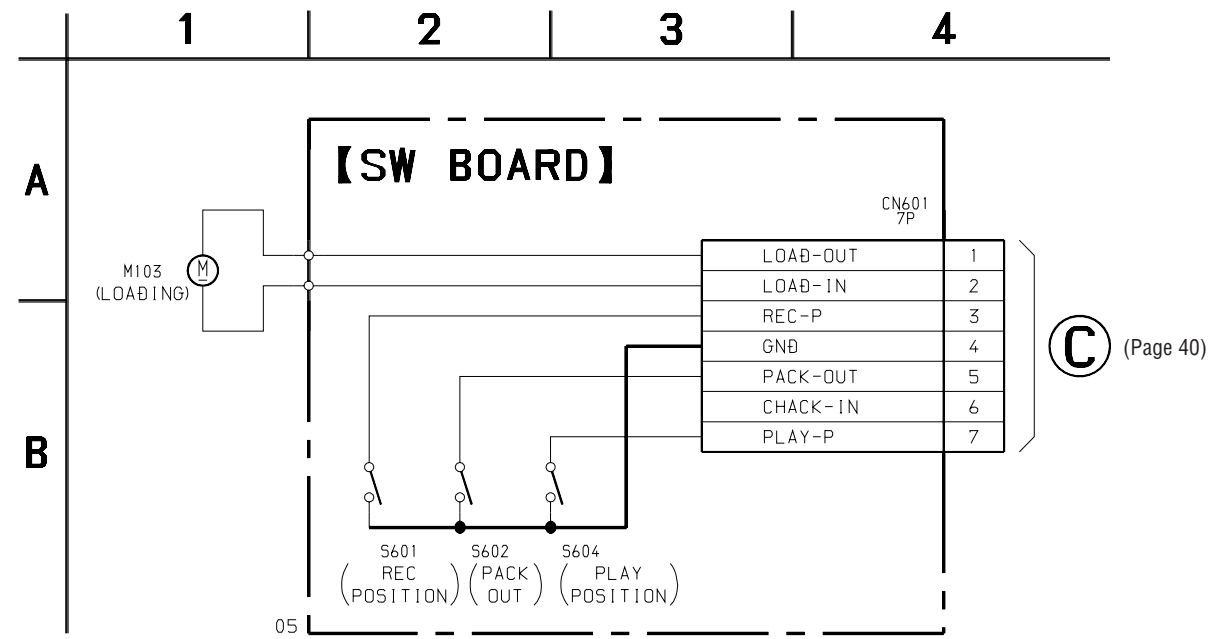 1 2 3 4
A
【SW BOARD】
CN601
7P
LOAD-OUT 1
M103
(LOADING)
M
LOAD-IN 2
REC-P 3
GND 4
C (Page 40)
PACK-OUT 5
CHACK-IN 6
PLAY-P 7
B
S601 S602 S604
(REC (PACK (PLAY
POSITION) OUT) POSITION)
05